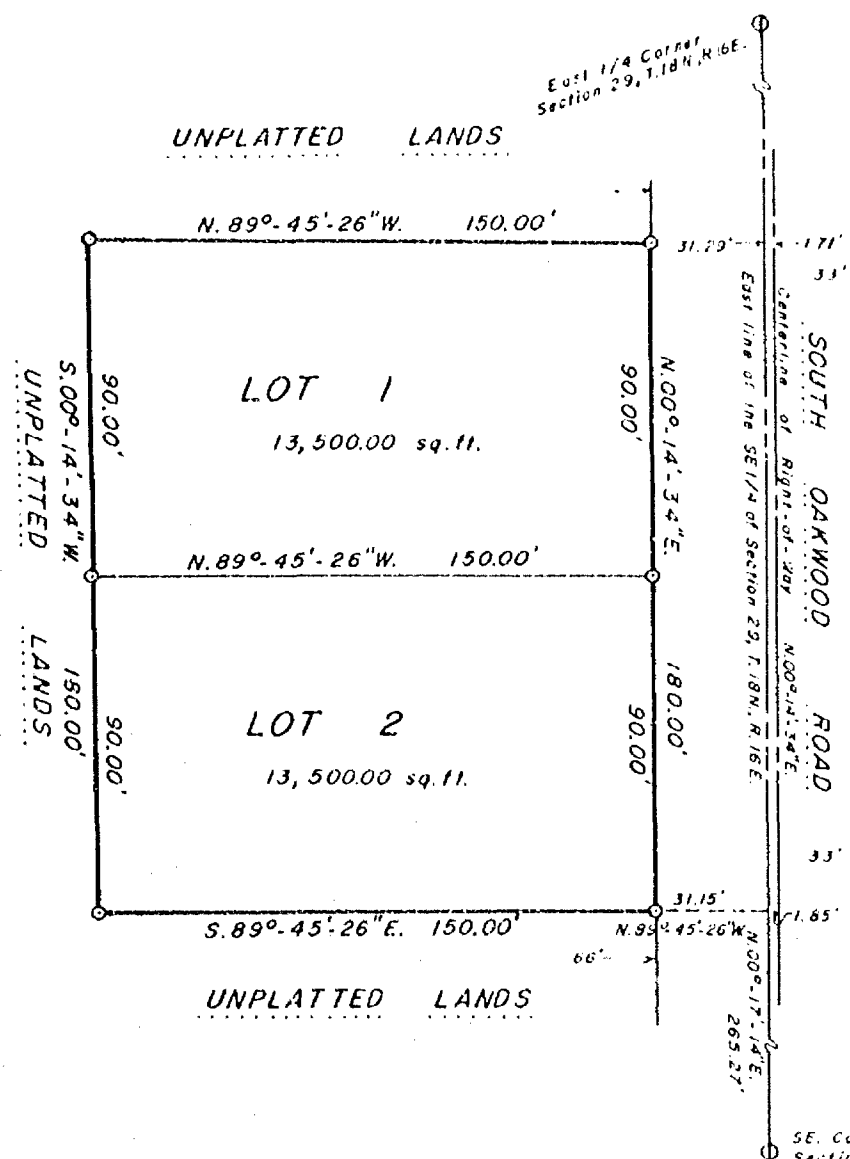 East 1/4 Corner
Section 29, T.18N., R.16E.
UNPLATTED LANDS
N. 89°-45'-26"W. 150.00'
31.29'
1.71'
33'
LOT 1
13,500.00 sq.ft.
90.00'
S.00°-14'-34"W.
UNPLATTED LANDS
180.00'
90.00'
N.00°-14'-34"E.
East line of the SE1/4 of Section 29, T.18N., R.16E.
Centerline of Right-of-Way N.00°-14'-34"E.
SOUTH OAKWOOD ROAD
N. 89°-45'-26"W. 150.00'
LOT 2
13,500.00 sq.ft.
90.00'
90.00'
180.00'
33'
31.15'
1.85'
S.89°-45'-26"E. 150.00'
N.89°-45'-26"W.
66'
N.00°-17'-14"E.
265.27'
UNPLATTED LANDS
SE.